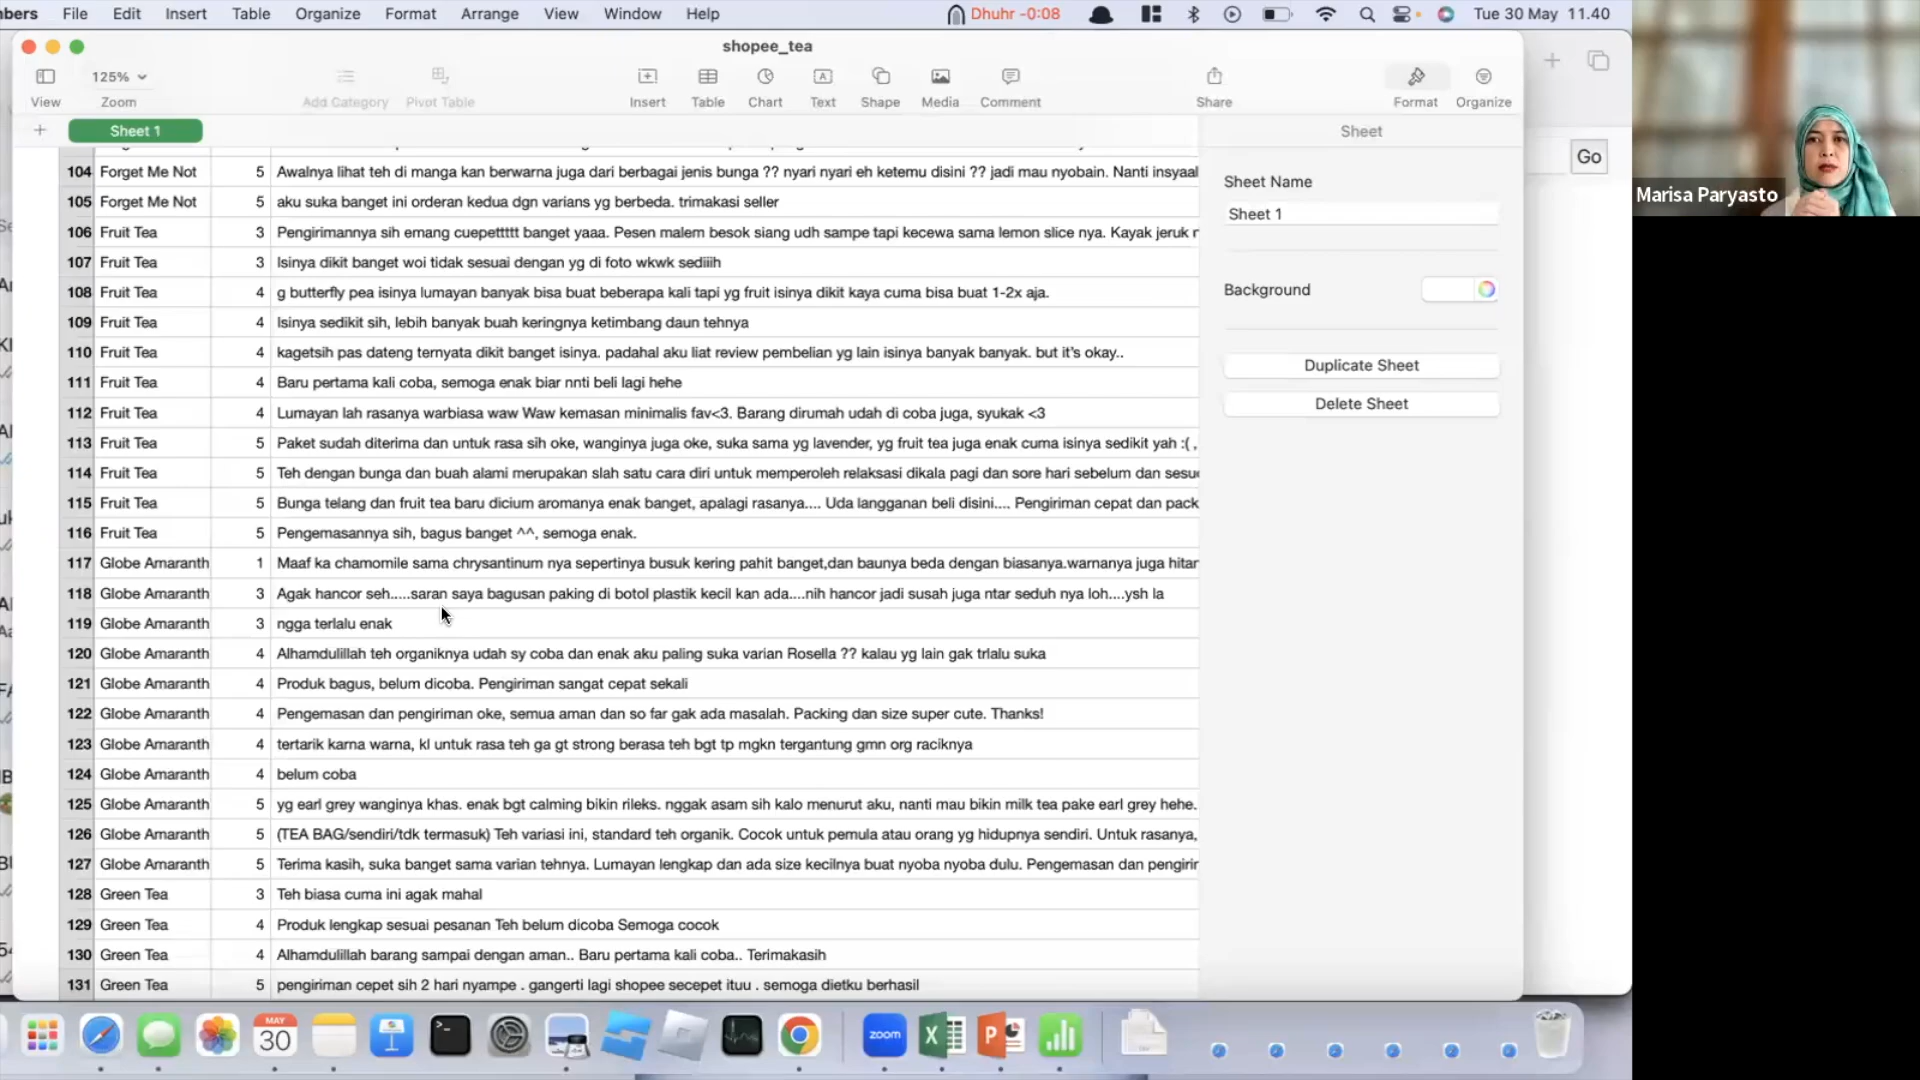 mbers File Edit Insert Table Organize Format Arrange View Window Help Dhuhr -0:08 Tue 30 May 11.40
shopee_tea
125%
View Zoom Add Category Pivot Table Insert Table Chart Text Shape Media Comment Share Format Organize
Sheet 1
Sheet
Go
Sheet Name
Sheet 1
Background
Duplicate Sheet
Delete Sheet
Marisa Paryasto
104 Forget Me Not 5 Awalnya lihat teh di manga kan berwarna juga dari berbagai jenis bunga ?? nyari nyari eh ketemu disini ?? jadi mau nyobain. Nanti insyaal
105 Forget Me Not 5 aku suka banget ini orderan kedua dgn varians yg berbeda. trimakasi seller
106 Fruit Tea 3 Pengirimannya sih emang cuepettttt banget yaaa. Pesen malem besok siang udh sampe tapi kecewa sama lemon slice nya. Kayak jeruk
107 Fruit Tea 3 Isinya dikit banget woi tidak sesuai dengan yg di foto wkwk sediiih
108 Fruit Tea 4 g butterfly pea isinya lumayan banyak bisa buat beberapa kali tapi yg fruit isinya dikit kaya cuma bisa buat 1-2x aja.
109 Fruit Tea 4 Isinya sedikit sih, lebih banyak buah keringnya ketimbang daun tehnya
110 Fruit Tea 4 kagetsih pas dateng ternyata dikit banget isinya. padahal aku liat review pembelian yg lain isinya banyak banyak. but it's okay..
111 Fruit Tea 4 Baru pertama kali coba, semoga enak biar nnti beli lagi hehe
112 Fruit Tea 4 Lumayan lah rasanya warbiasa waw Waw kemasan minimalis fav<3. Barang dirumah udah di coba juga, syukak <3
113 Fruit Tea 5 Paket sudah diterima dan untuk rasa sih oke, wanginya juga oke, suka sama yg lavender, yg fruit tea juga enak cuma isinya sedikit yah :( ,
114 Fruit Tea 5 Teh dengan bunga dan buah alami merupakan slah satu cara diri untuk memperoleh relaksasi dikala pagi dan sore hari sebelum dan sesu
115 Fruit Tea 5 Bunga telang dan fruit tea baru dicium aromanya enak banget, apalagi rasanya.... Uda langganan beli disini.... Pengiriman cepat dan pack
116 Fruit Tea 5 Pengemasannya sih, bagus banget ^^, semoga enak.
117 Globe Amaranth 1 Maaf ka chamomile sama chrysantinum nya sepertinya busuk kering pahit banget,dan baunya beda dengan biasanya.warnanya juga hitar
118 Globe Amaranth 3 Agak hancor seh.....saran saya bagusan paking di botol plastik kecil kan ada....nih hancor jadi susah juga ntar seduh nya loh....ysh la
119 Globe Amaranth 3 ngga terlalu enak
120 Globe Amaranth 4 Alhamdulillah teh organiknya udah sy coba dan enak aku paling suka varian Rosella ?? kalau yg lain gak trlalu suka
121 Globe Amaranth 4 Produk bagus, belum dicoba. Pengiriman sangat cepat sekali
122 Globe Amaranth 4 Pengemasan dan pengiriman oke, semua aman dan so far gak ada masalah. Packing dan size super cute. Thanks!
123 Globe Amaranth 4 tertarik karna warna, kl untuk rasa teh ga gt strong berasa teh bgt tp mgkn tergantung gmn org raciknya
124 Globe Amaranth 4 belum coba
125 Globe Amaranth 5 yg earl grey wanginya khas. enak bgt calming bikin rileks. nggak asam sih kalo menurut aku, nanti mau bikin milk tea pake earl grey hehe.
126 Globe Amaranth 5 (TEA BAG/sendiri/tdk termasuk) Teh variasi ini, standard teh organik. Cocok untuk pemula atau orang yg hidupnya sendiri. Untuk rasanya,
127 Globe Amaranth 5 Terima kasih, suka banget sama varian tehnya. Lumayan lengkap dan ada size kecilnya buat nyoba nyoba dulu. Pengemasan dan pengirir
128 Green Tea 3 Teh biasa cuma ini agak mahal
129 Green Tea 4 Produk lengkap sesuai pesanan Teh belum dicoba Semoga cocok
130 Green Tea 4 Alhamdulillah barang sampai dengan aman.. Baru pertama kali coba.. Terimakasih
131 Green Tea 5 pengiriman cepet sih 2 hari nyampe . gangerti lagi shopee secepet ituu . semoga dietku berhasil
MAY
30
zoom